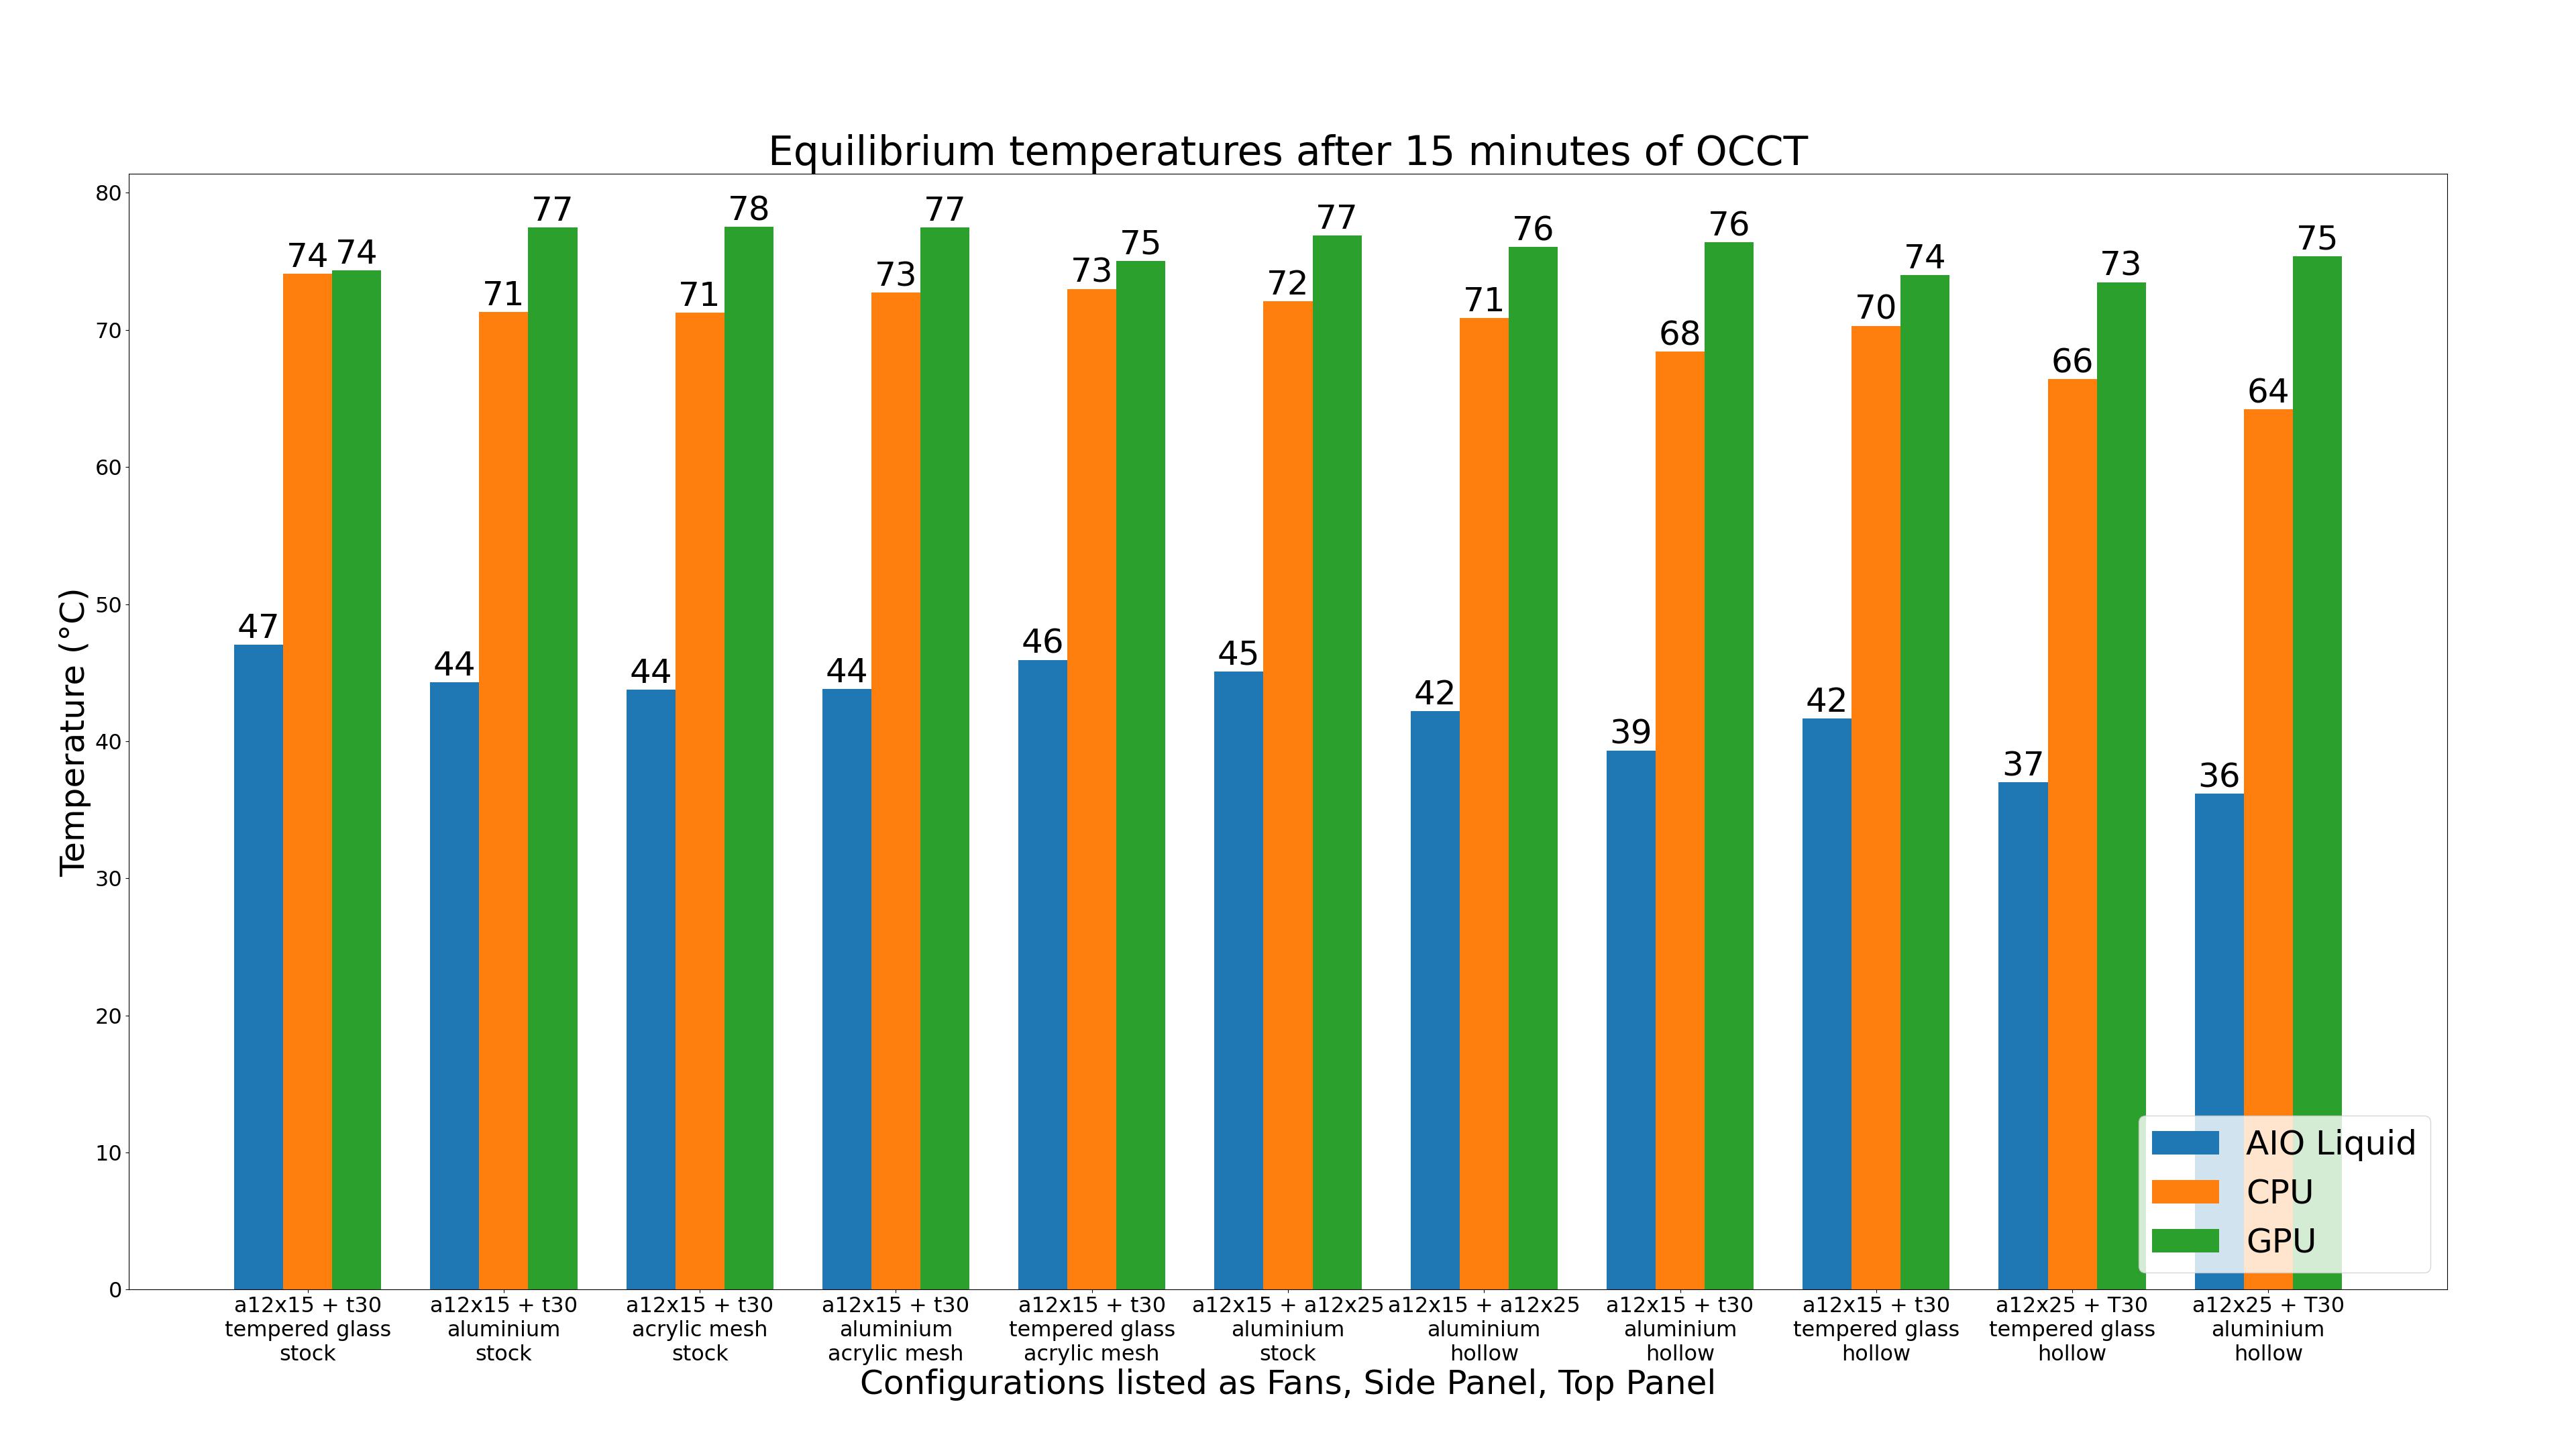 Equilibrium temperatures after 15 minutes of OCCT
Temperature (°C)
80
70
60
50
40
30
20
10
0
47 74 74
44 71 77
44 71 78
44 73 77
46 73 75
45 72 77
42 71 76
39 68 76
42 70 74
37 66 73
36 64 75
AIO Liquid
CPU
GPU
a12x15 + t30
tempered glass
stock
a12x15 + t30
aluminium
stock
a12x15 + t30
acrylic mesh
stock
a12x15 + t30
aluminium
acrylic mesh
a12x15 + t30
tempered glass
acrylic mesh
a12x15 + a12x25
aluminium
stock
a12x15 + a12x25
aluminium
hollow
a12x15 + t30
aluminium
hollow
a12x15 + t30
tempered glass
hollow
a12x25 + T30
tempered glass
hollow
a12x25 + T30
aluminium
hollow
Configurations listed as Fans, Side Panel, Top Panel